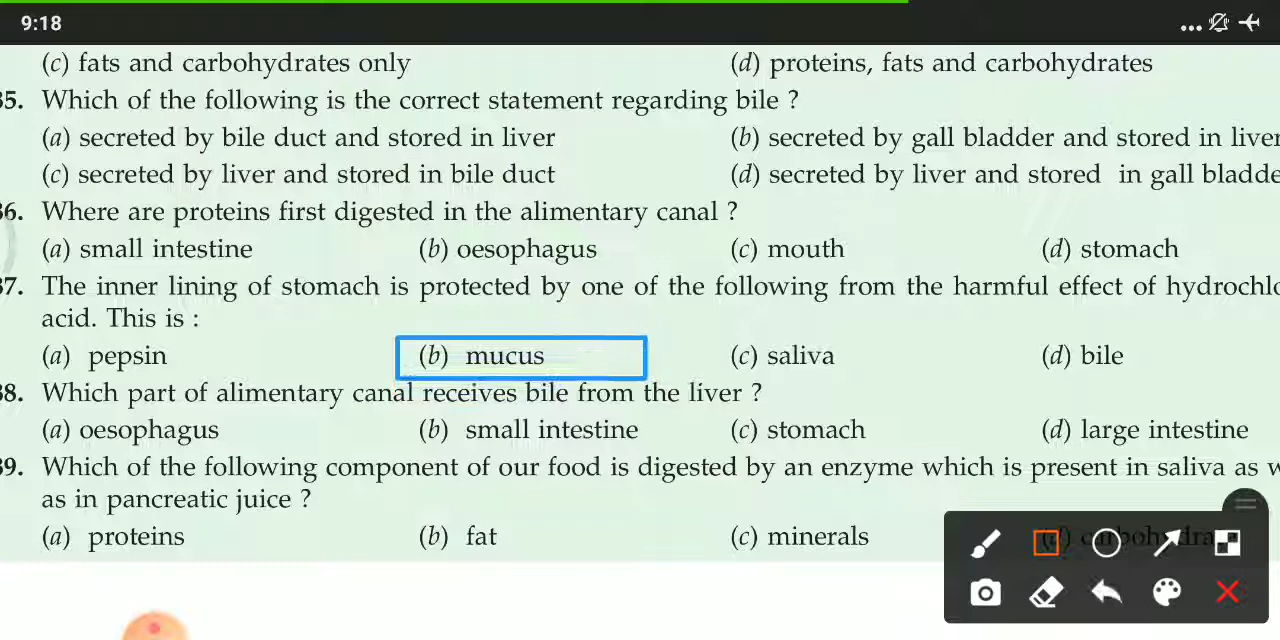 9:18
(c) fats and carbohydrates only (d) proteins, fats and carbohydrates
35. Which of the following is the correct statement regarding bile ?
(a) secreted by bile duct and stored in liver (b) secreted by gall bladder and stored in liver
(c) secreted by liver and stored in bile duct (d) secreted by liver and stored in gall bladde
36. Where are proteins first digested in the alimentary canal ?
(a) small intestine (b) oesophagus (c) mouth (d) stomach
37. The inner lining of stomach is protected by one of the following from the harmful effect of hydrochlo
acid. This is :
(a) pepsin (b) mucus (c) saliva (d) bile
38. Which part of alimentary canal receives bile from the liver ?
(a) oesophagus (b) small intestine (c) stomach (d) large intestine
39. Which of the following component of our food is digested by an enzyme which is present in saliva as w
as in pancreatic juice ?
(a) proteins (b) fat (c) minerals (d) carbohydra